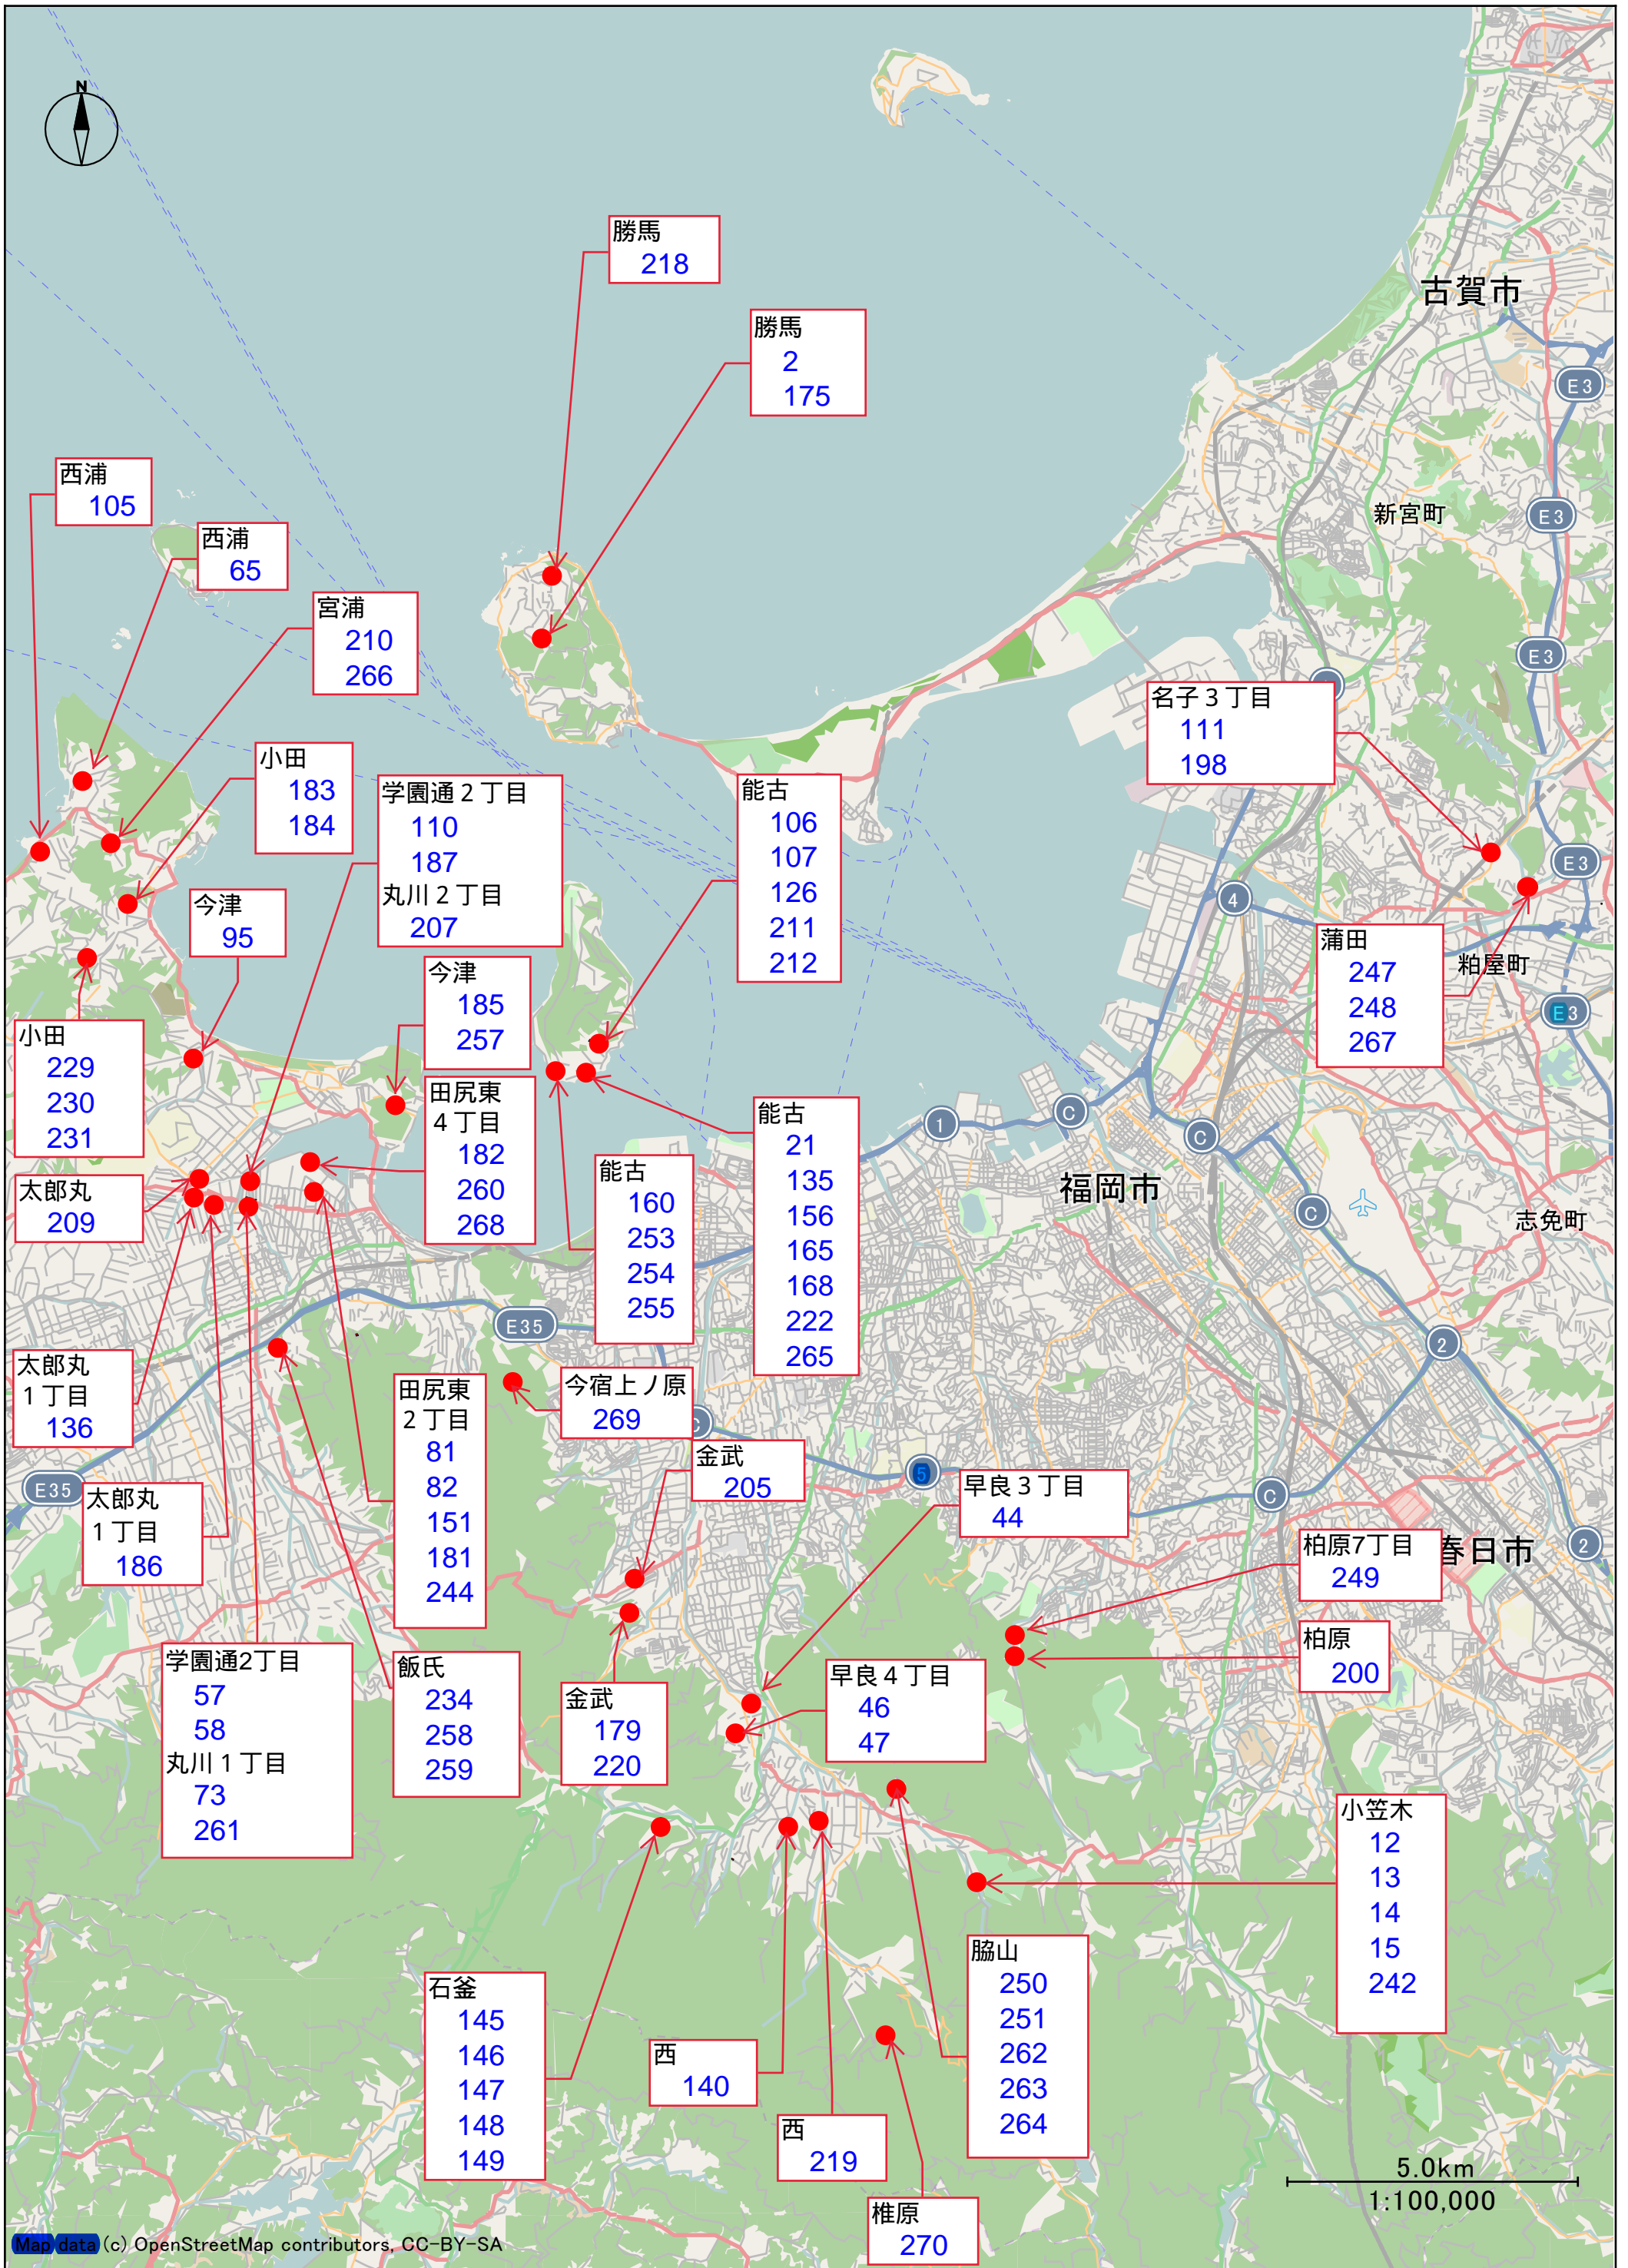 N
勝馬
218
勝馬
2
175
古賀市
E3
新宮町
E3
西浦
105
西浦
65
宮浦
210
266
E3
名子３丁目
111
198
小田
183
184
学園通２丁目
110
187
丸川２丁目
207
能古
106
107
126
211
212
E3
今津
95
4
蒲田
247
248
267
粕屋町
E3
今津
185
257
小田
229
230
231
田尻東
４丁目
182
260
268
能古
21
135
156
165
168
222
265
1
C
C
太郎丸
209
能古
160
253
254
255
福岡市
C
志免町
E35
2
太郎丸
１丁目
136
田尻東
２丁目
81
82
151
181
244
今宿上ノ原
269
C
金武
205
5
早良３丁目
44
C
E35
太郎丸
１丁目
186
柏原7丁目
249
春日市
2
柏原
200
学園通2丁目
57
58
丸川１丁目
73
261
飯氏
234
258
259
金武
179
220
早良４丁目
46
47
小笠木
12
13
14
15
242
脇山
250
251
262
263
264
石釜
145
146
147
148
149
西
140
西
219
椎原
270
5.0km
1:100,000
Map data (c) OpenStreetMap contributors, CC-BY-SA